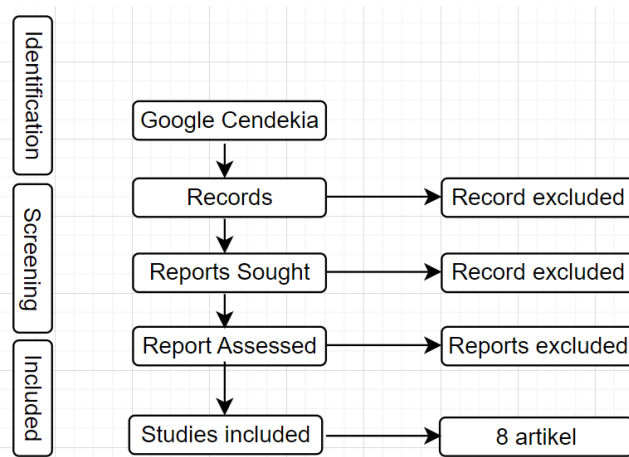 Identification
Google Cendekia
Records
Record excluded
Screening
Reports Sought
Record excluded
Report Assessed
Reports excluded
Included
Studies included
8 artikel